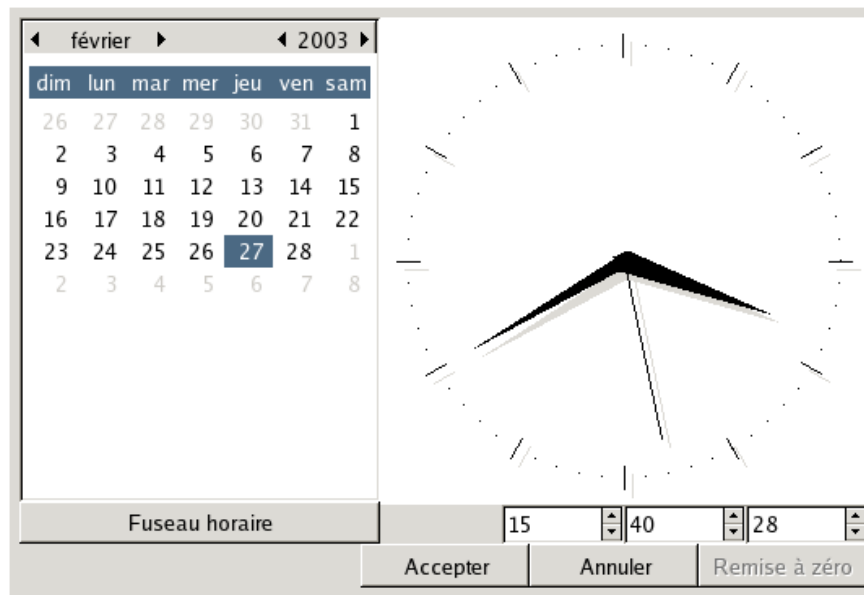 février 2003
dim lun mar mer jeu ven sam
26 27 28 29 30 31 1
2 3 4 5 6 7 8
9 10 11 12 13 14 15
16 17 18 19 20 21 22
23 24 25 26 27 28 1
2 3 4 5 6 7 8
Fuseau horaire
15 40 28
Accepter Annuler Remise à zéro